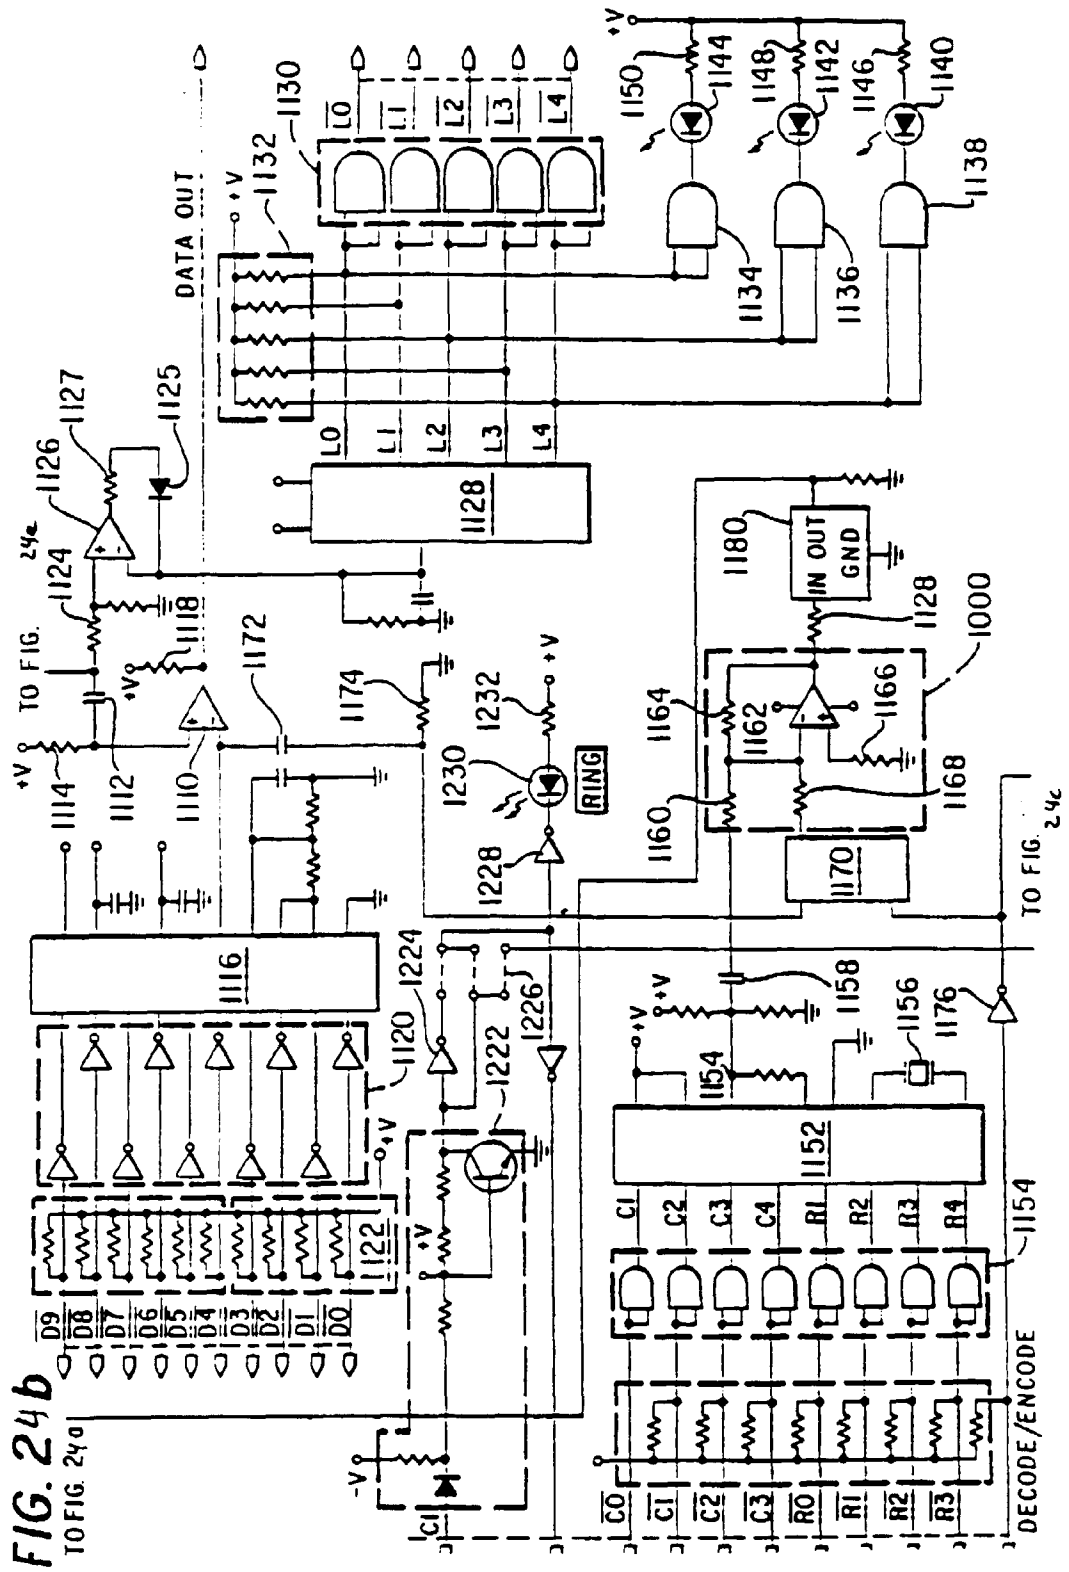 FIG. 24b
TO FIG. 24a
D9
D8
D7
D6
D5
D4
D3
D2
D1
D0
1122
+V
1120
1116
+V
1114
1112
1110
TO FIG. 24e
1124
1126
1127
1125
+V
1118
1172
1174
DATA OUT
+V
1132
1130
1128
L0
L1
L2
L3
L4
L0
L1
L2
L3
L4
+V
1150
1144
1148
1142
1146
1140
1134
1136
1138
C1
-V
+V
1222
1224
1226
1228
1230
1232
+V
RING
C0
C1
C2
C3
R0
R1
R2
R3
DECODE/ENCODE
1154
C1
C2
C3
C4
R1
R2
R3
R4
1152
+V
1154
+V
1158
1156
1176
1160
1164
1162
1166
1168
1170
1000
1128
1180
IN OUT
GND
TO FIG. 24c